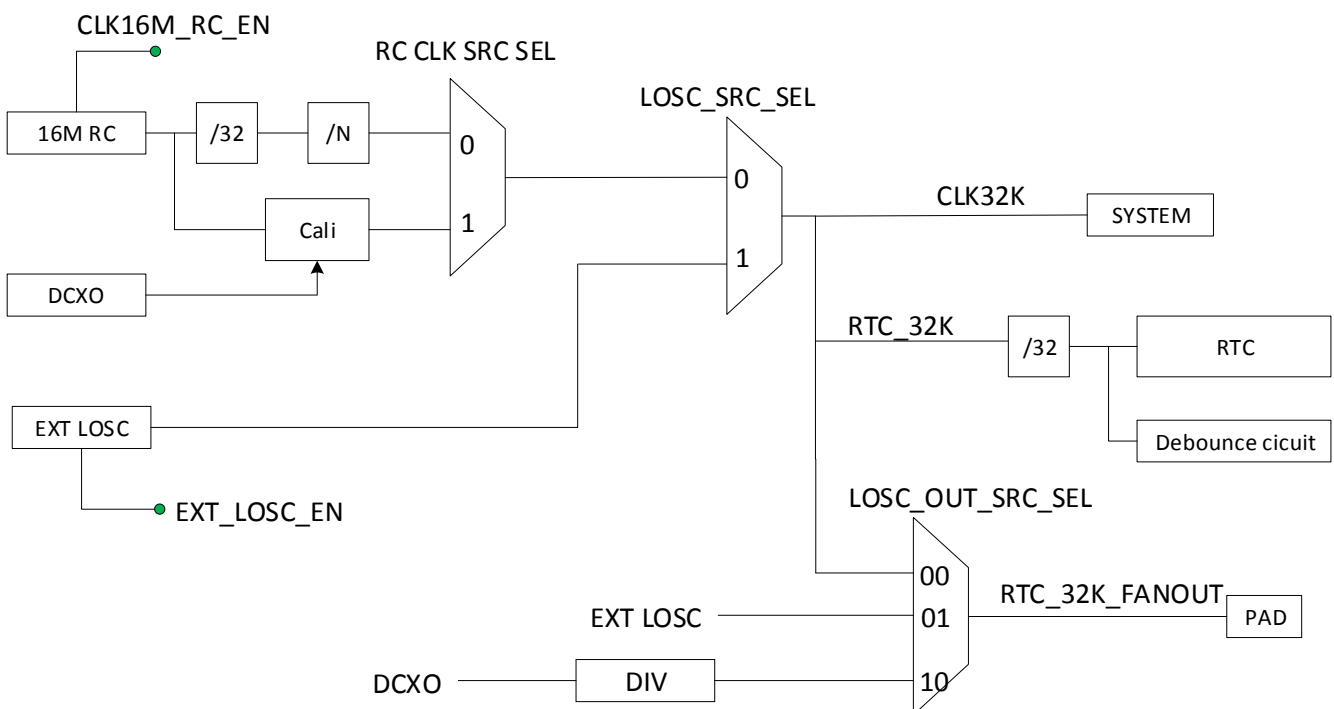 CLK16M_RC_EN
RC CLK SRC SEL
LOSC_SRC_SEL
16M RC
/32
/N
0
1
Cali
DCXO
0
1
CLK32K
SYSTEM
RTC_32K
/32
RTC
Debounce cicuit
EXT LOSC
EXT_LOSC_EN
LOSC_OUT_SRC_SEL
00
01
10
RTC_32K_FANOUT
PAD
EXT LOSC
DCXO
DIV